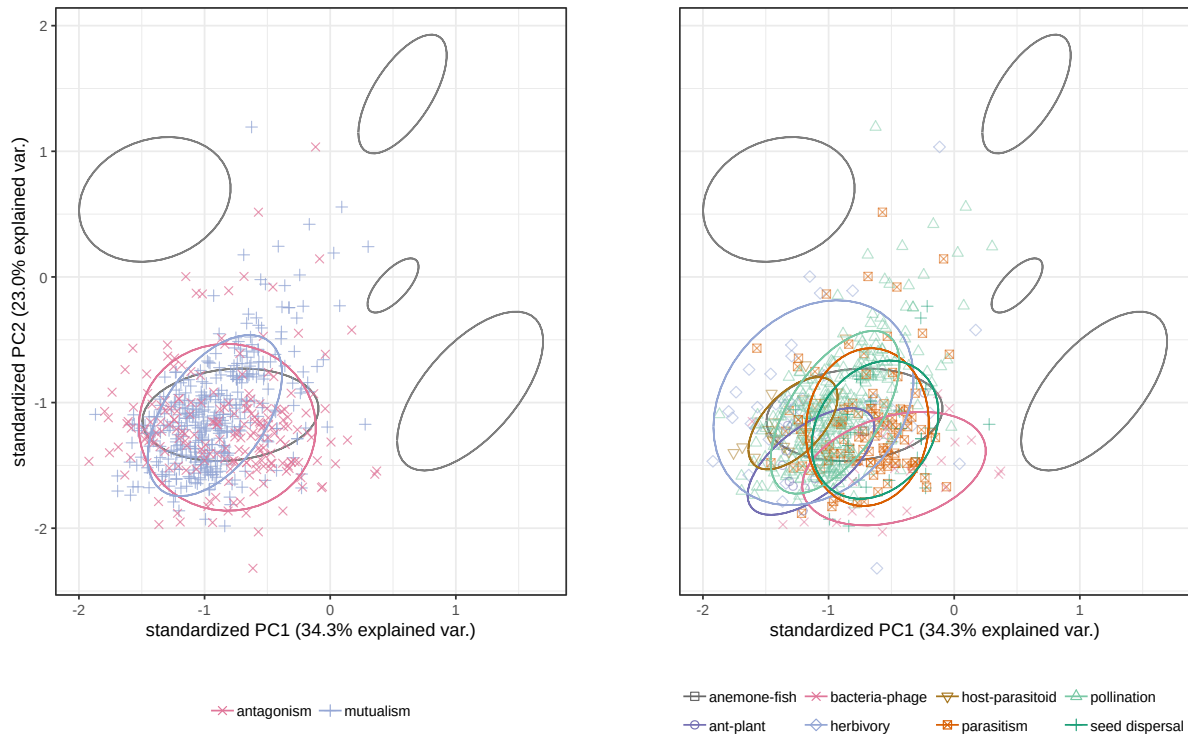 2
1
0
-1
-2
standardized PC2 (23.0% explained var.)
-2 -1 0 1
standardized PC1 (34.3% explained var.)
antagonism mutualism
-2 -1 0 1
standardized PC1 (34.3% explained var.)
anemone-fish bacteria-phage host-parasitoid pollination
ant-plant herbivory parasitism seed dispersal